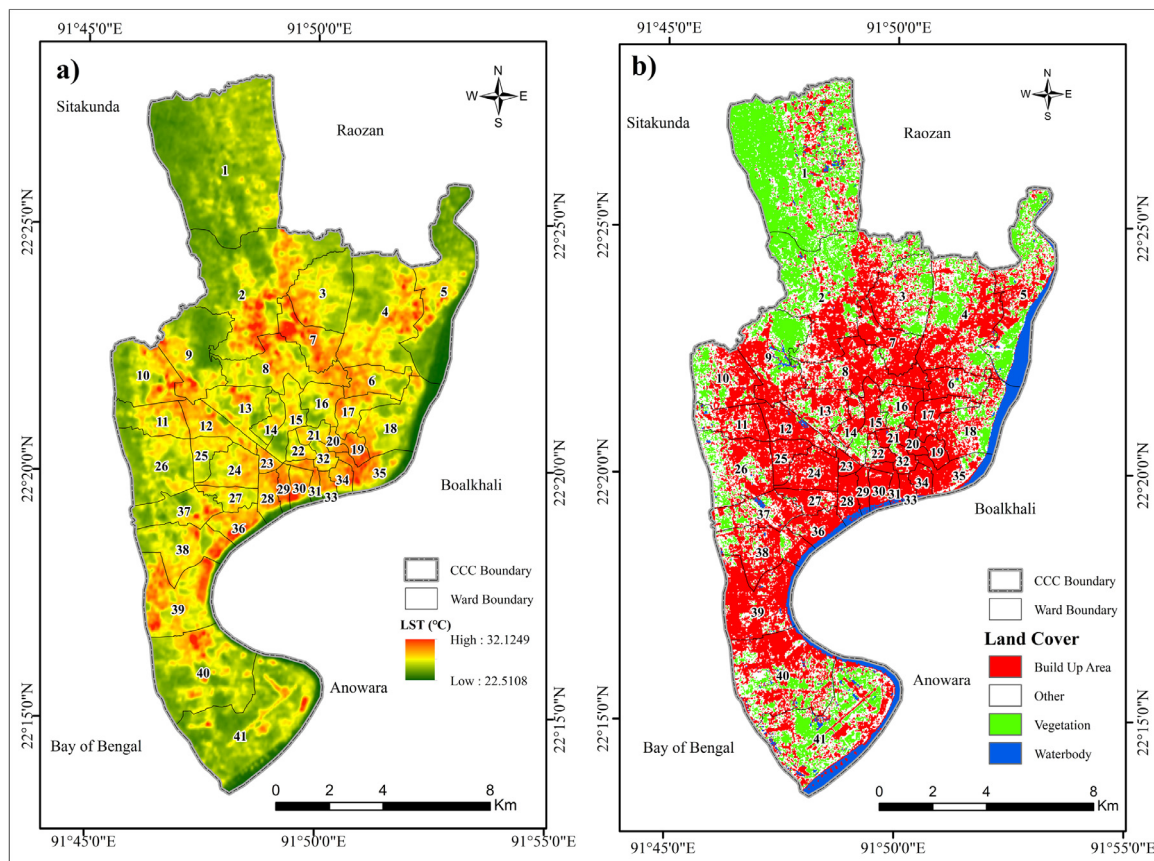 91°45'0"E 91°50'0"E
a)
Sitakunda
N
W E
S
Raozan
22°25'0"N
22°25'0"N
1
2
3
4
5
7
9
8
10
6
16
13
17
11
12
15
14
18
21
20
19
22
25
23
32
26
24
35
34
29 30
31
27
28
33
37
36
38
39
40
41
22°20'0"N
22°20'0"N
Boalkhali
CCC Boundary
Ward Boundary
LST (°C)
High : 32.1249
Low : 22.5108
Anowara
22°15'0"N
22°15'0"N
Bay of Bengal
0 2 4 8
Km
91°45'0"E 91°50'0"E 91°55'0"E
91°45'0"E 91°50'0"E
b)
Sitakunda
N
W E
S
Raozan
22°25'0"N
22°25'0"N
1
2
3
4
5
7
9
8
10
6
16
13
17
11
12
15
14
18
21
20
19
22
25
23
32
26
24
35
34
29 30
31
27
28
33
37
36
38
39
40
41
22°20'0"N
22°20'0"N
Boalkhali
CCC Boundary
Ward Boundary
Land Cover
Build Up Area
Other
Vegetation
Waterbody
Anowara
22°15'0"N
22°15'0"N
Bay of Bengal
0 2 4 8
Km
91°45'0"E 91°50'0"E 91°55'0"E